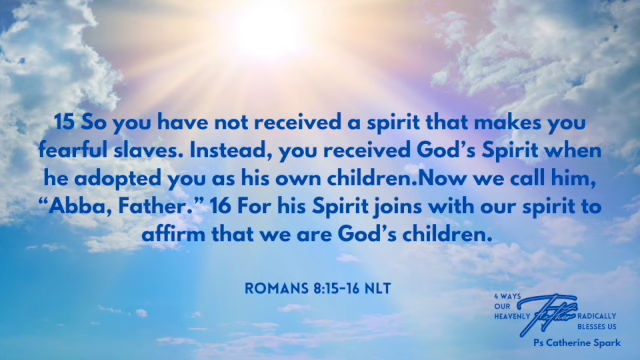 15 So you have not received a spirit that makes you
fearful slaves. Instead, you received God's Spirit when
he adopted you as his own children.Now we call him,
“Abba, Father.” 16 For his Spirit joins with our spirit to
affirm that we are God's children.
ROMANS 8:15-16 NLT
4 WAYS
OUR
HEAVENLY Father RADICALLY
BLESSES US
Ps Catherine Spark